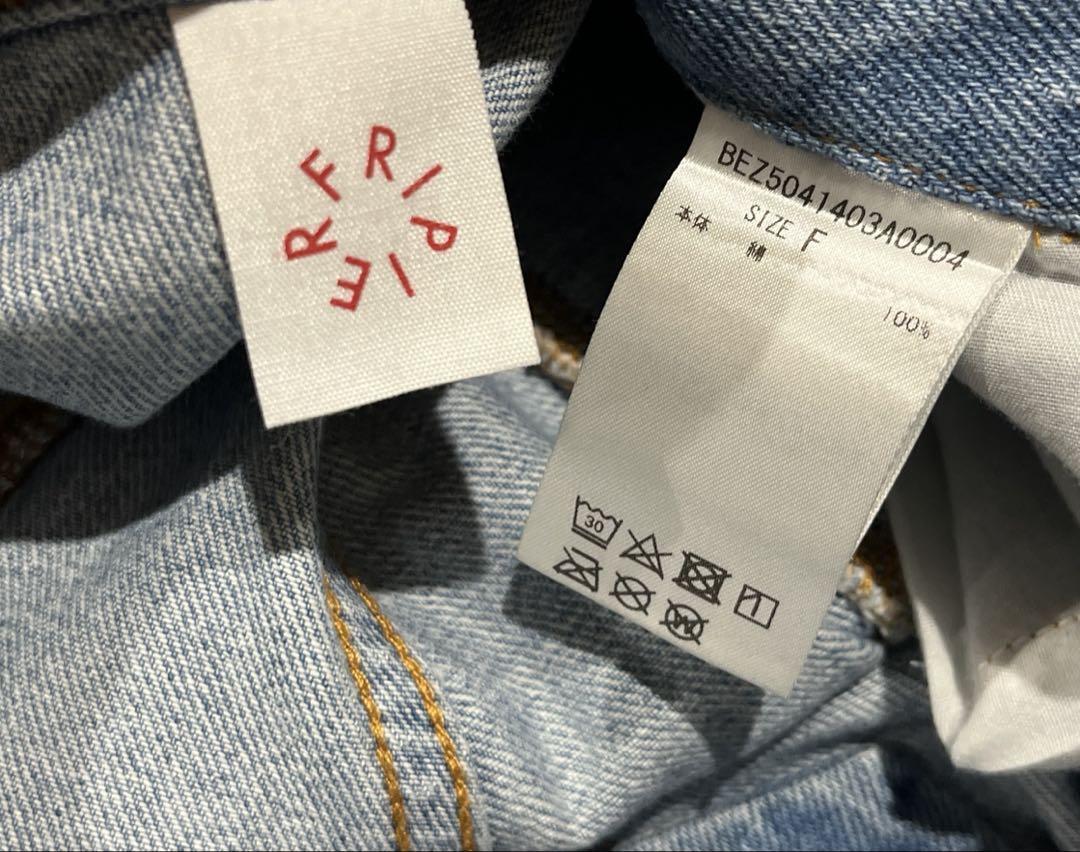 FRIPIER
BEZ5041403A0004
SIZE F
本体 綿 100%
30
W